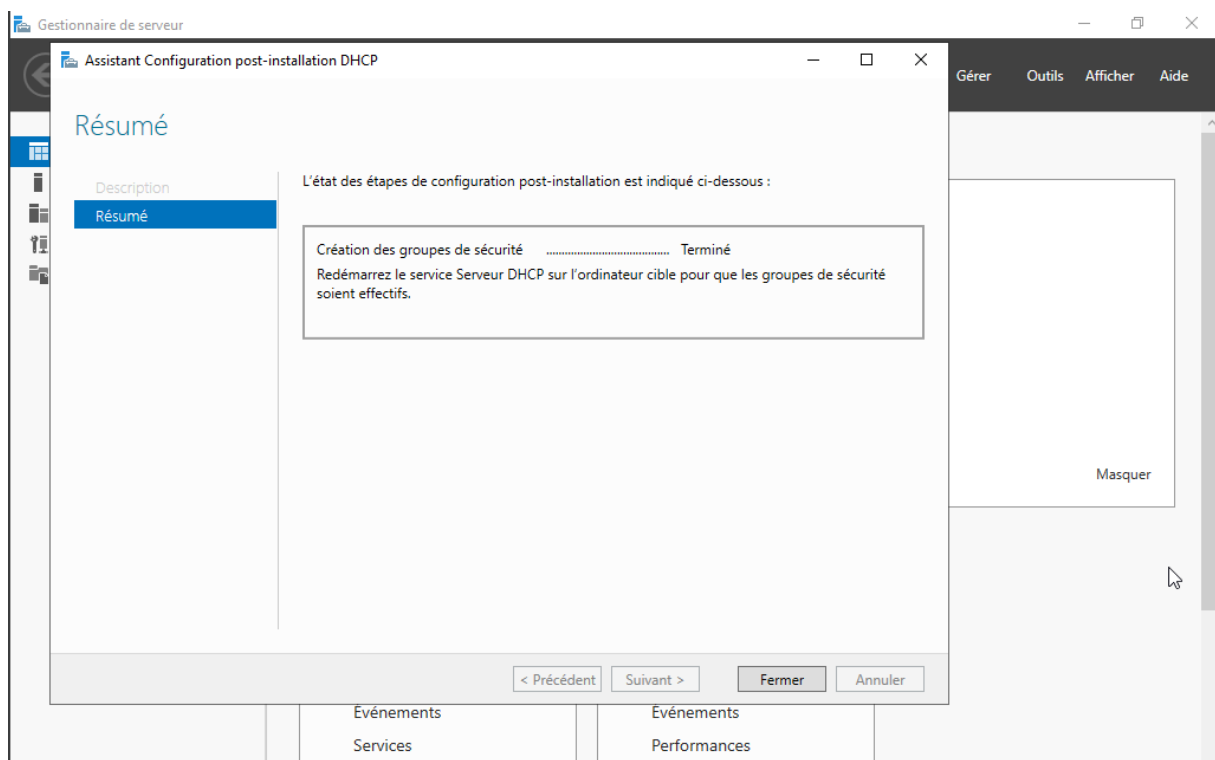 Gestionnaire de serveur
Assistant Configuration post-installation DHCP
Gérer Outils Afficher Aide
Résumé
Description
Résumé
L'état des étapes de configuration post-installation est indiqué ci-dessous :
Création des groupes de sécurité ........................................ Terminé
Redémarrez le service Serveur DHCP sur l'ordinateur cible pour que les groupes de sécurité
soient effectifs.
Masquer
< Précédent Suivant > Fermer Annuler
Événements Événements
Services Performances